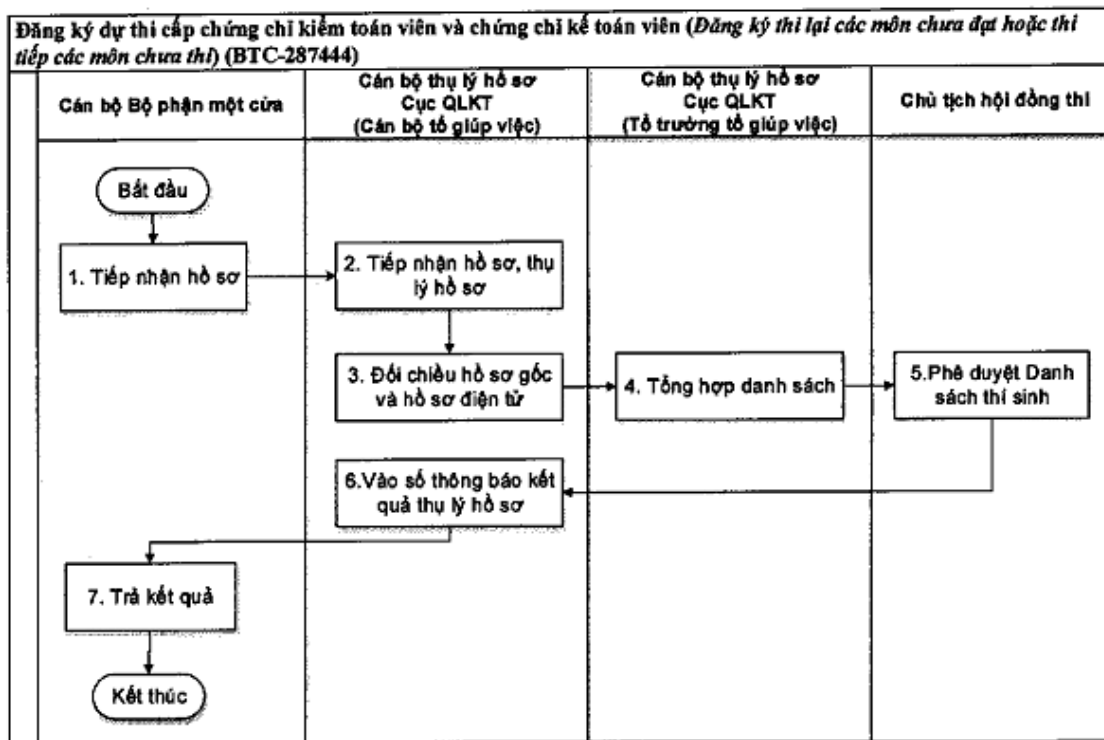 Đăng ký dự thi cấp chứng chỉ kiểm toán viên và chứng chỉ kế toán viên (Đăng ký thi lại các môn chưa đạt hoặc thi
tiếp các môn chưa thi) (BTC-287444)
Cán bộ Bộ phận một cửa
Cán bộ thụ lý hồ sơ
Cục QLKT
(Cán bộ tổ giúp việc)
Cán bộ thụ lý hồ sơ
Cục QLKT
(Tổ trưởng tổ giúp việc)
Chủ tịch hội đồng thi
Bắt đầu
1. Tiếp nhận hồ sơ
2. Tiếp nhận hồ sơ, thụ
lý hồ sơ
3. Đối chiếu hồ sơ gốc
và hồ sơ điện tử
4. Tổng hợp danh sách
5.Phê duyệt Danh
sách thí sinh
6.Vào sổ thông báo kết
quả thụ lý hồ sơ
7. Trả kết quả
Kết thúc